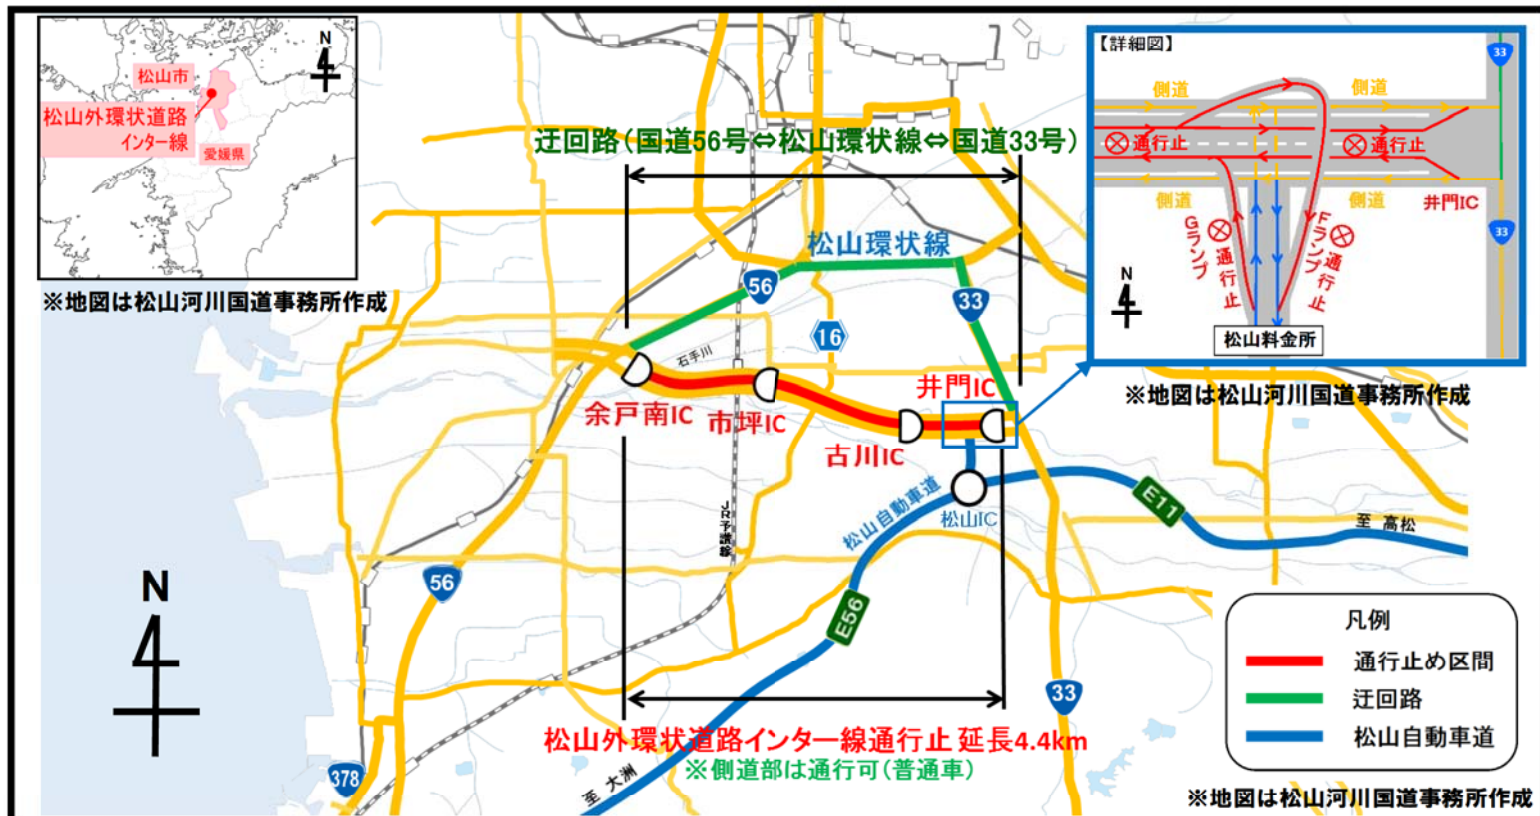 N
松山市
松山外環状道路
インター線
愛媛県
※地図は松山河川国道事務所作成
迂回路(国道56号⇔松山環状線⇔国道33号)
松山環状線
56
33
16
石手川
余戸南IC
市坪IC
古川IC
井門IC
JR予讃線
松山自動車道
松山IC
E11
至 高松
E56
56
33
378
至 大洲
N
松山外環状道路インター線通行止 延長4.4km
※側道部は通行可(普通車)
【詳細図】
33
側道
側道
通行止
通行止
側道
側道
井門IC
33
Gランプ
通行止
Fランプ
通行止
N
松山料金所
※地図は松山河川国道事務所作成
凡例
通行止め区間
迂回路
松山自動車道
※地図は松山河川国道事務所作成